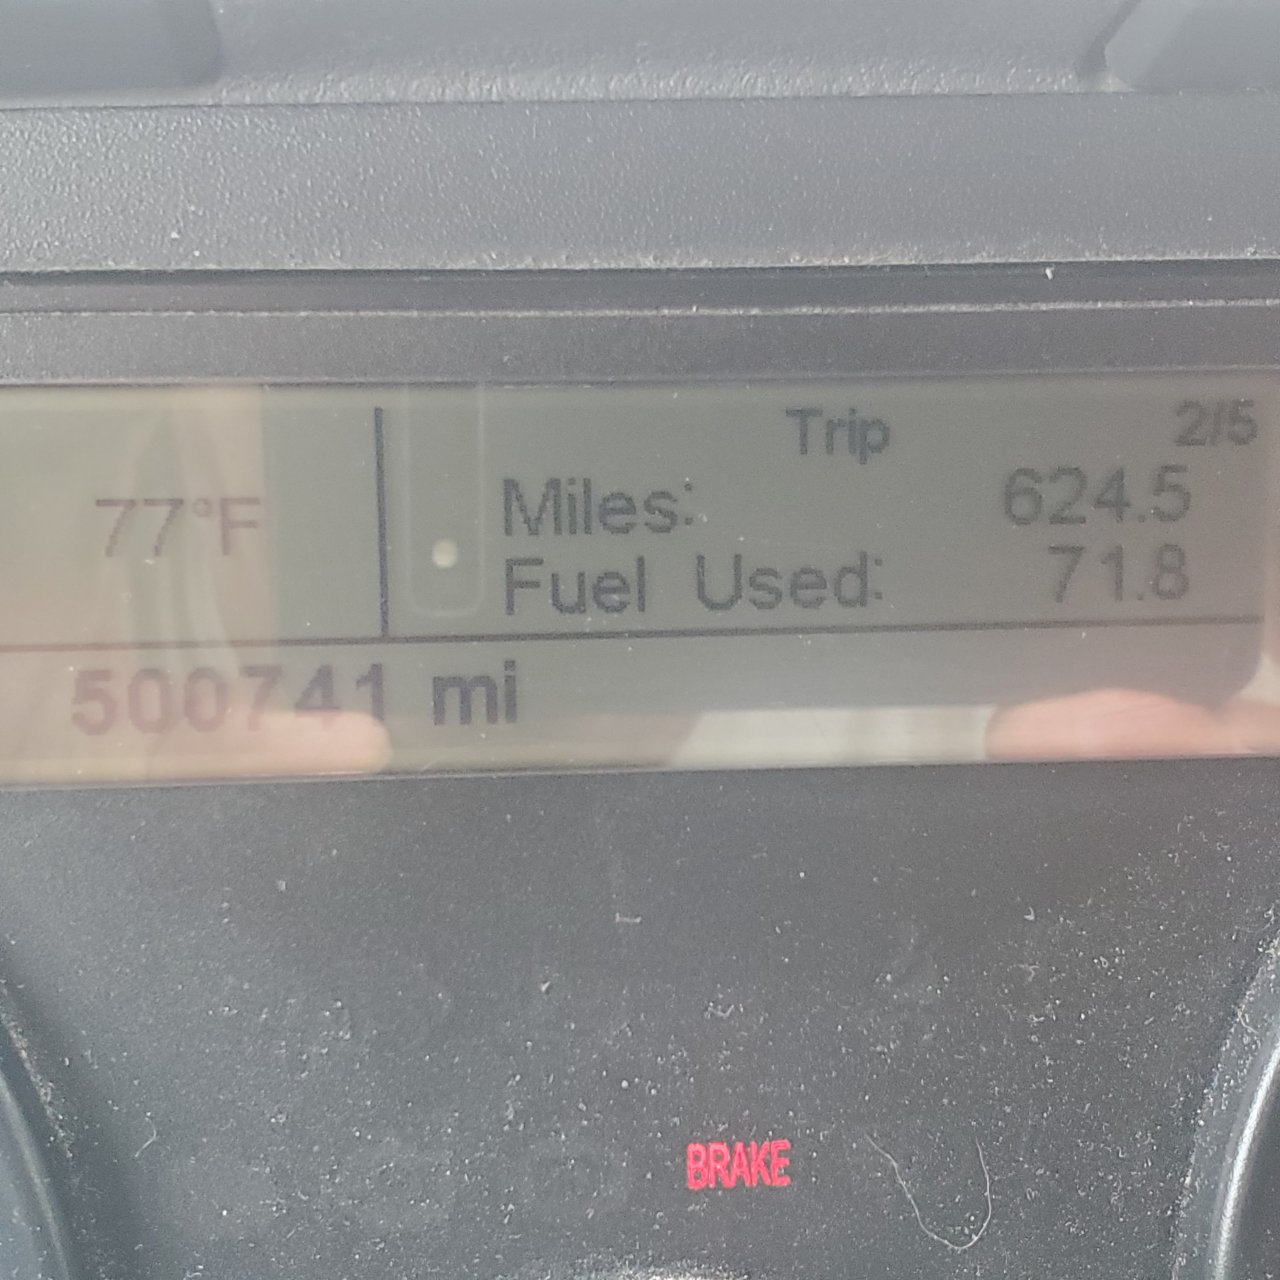 Trip 2/5
Miles: 624.5
77°F
Fuel Used: 71.8
500741 mi
BRAKE